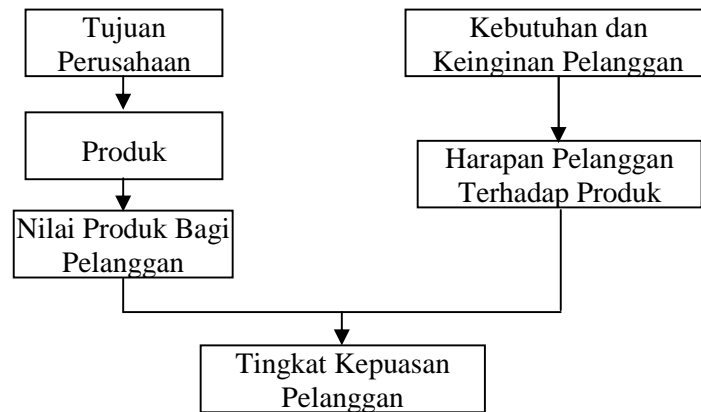 Tujuan
Perusahaan
Kebutuhan dan
Keinginan Pelanggan
Produk
Harapan Pelanggan
Terhadap Produk
Nilai Produk Bagi
Pelanggan
Tingkat Kepuasan
Pelanggan